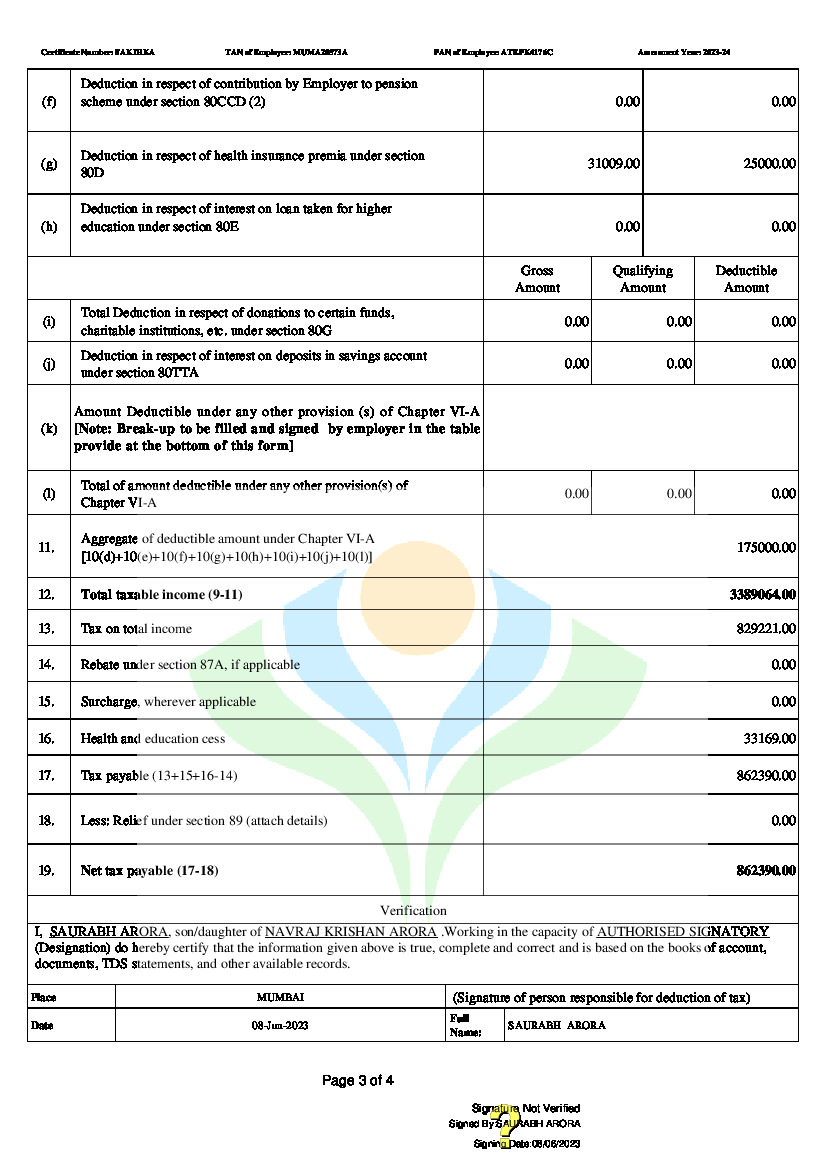 Certificate Number: TAN of Employer: MUMA20573A PAN of Employee: Assessment Year: 2023-24
(f) Deduction in respect of contribution by Employer to pension
scheme under section 80CCD (2) 0.00 0.00
(g) Deduction in respect of health insurance premia under section
80D 31009.00 25000.00
(h) Deduction in respect of interest on loan taken for higher
education under section 80E 0.00 0.00
Gross Qualifying Deductible
Amount Amount Amount
(i) Total Deduction in respect of donations to certain funds,
charitable institutions, etc. under section 80G 0.00 0.00 0.00
(j) Deduction in respect of interest on deposits in savings account
under section 80TTA 0.00 0.00 0.00
Amount Deductible under any other provision (s) of Chapter VI-A
(k) [Note: Break-up to be filled and signed by employer in the table
provide at the bottom of this form]
(l) Total of amount deductible under any other provision(s) of
Chapter VI-A 0.00 0.00 0.00
11. Aggregate of deductible amount under Chapter VI-A
[10(d)+10(e)+10(f)+10(g)+10(h)+10(i)+10(j)+10(l)] 175000.00
12. Total taxable income (9-11) 3389064.00
13. Tax on total income 829221.00
14. Rebate under section 87A, if applicable 0.00
15. Surcharge, wherever applicable 0.00
16. Health and education cess 33169.00
17. Tax payable (13+15+16-14) 862390.00
18. Less: Relief under section 89 (attach details) 0.00
19. Net tax payable (17-18) 862390.00
Verification
I, SAURABH ARORA, son/daughter of NAVRAJ KRISHAN ARORA .Working in the capacity of AUTHORISED SIGNATORY
(Designation) do hereby certify that the information given above is true, complete and correct and is based on the books of account,
documents, TDS statements, and other available records.
Place MUMBAI (Signature of person responsible for deduction of tax)
Date 08-Jun-2023 Full
Name: SAURABH ARORA
Page 3 of 4
Signature Not Verified
Signed By:SAURABH ARORA
Signing Date:08/06/2023
?